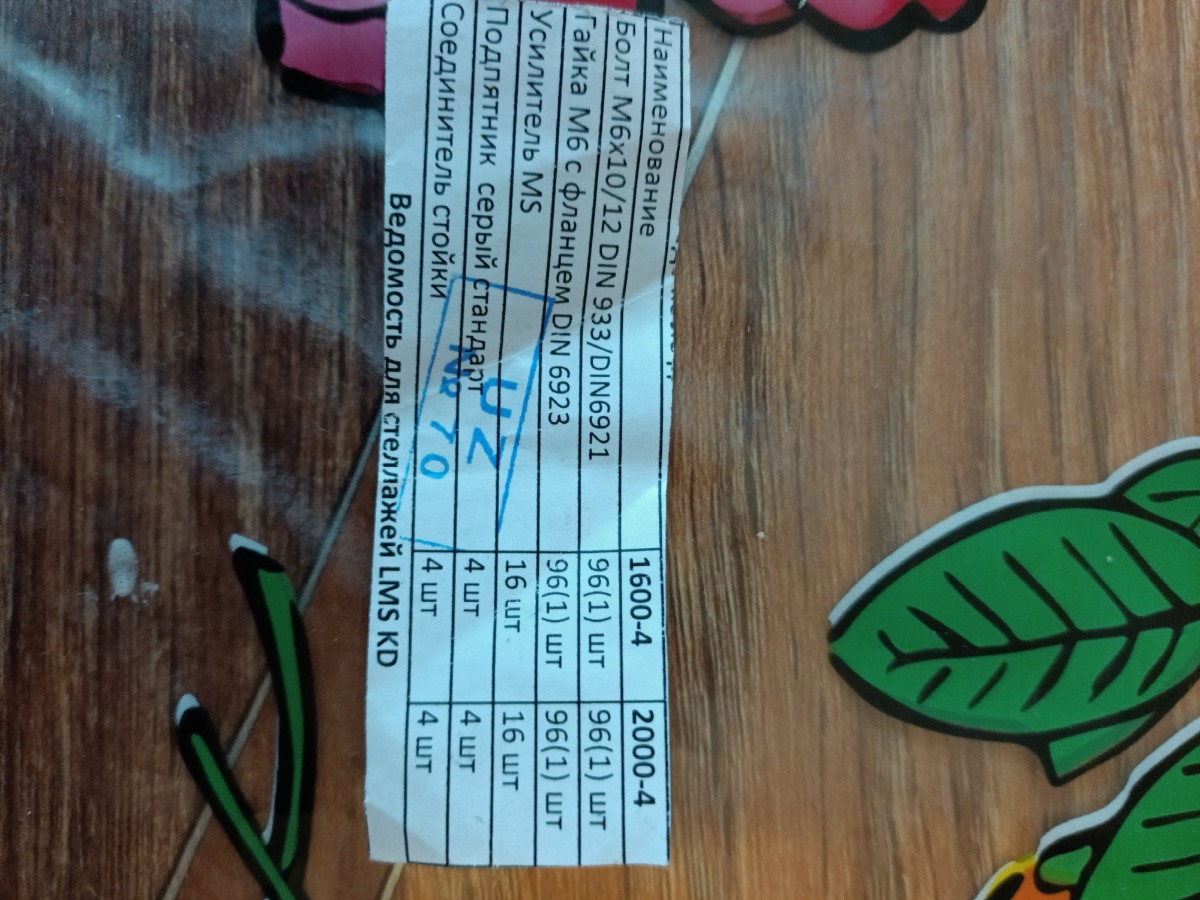 Наименование 1600-4 2000-4
Болт М6х10/12 DIN 933/DIN6921 96(1) шт 96(1) шт
Гайка М6 с фланцем DIN 6923 96(1) шт 96(1) шт
Усилитель MS 16 шт 16 шт
Подпятник серый стандарт 4 шт 4 шт
Соединитель стойки 4 шт 4 шт
UZ
№ 70
Ведомость для стеллажей LMS KD